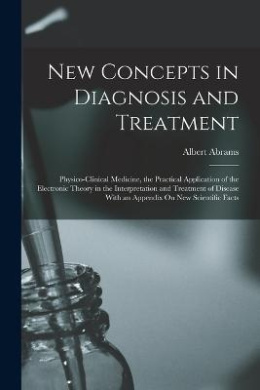 New Concepts in
Diagnosis and
Treatment
Albert Abrams
Physico-Clinical Medicine, the Practical Application of the
Electronic Theory in the Interpretation and Treatment of Disease
With an Appendix On New Scientific Facts